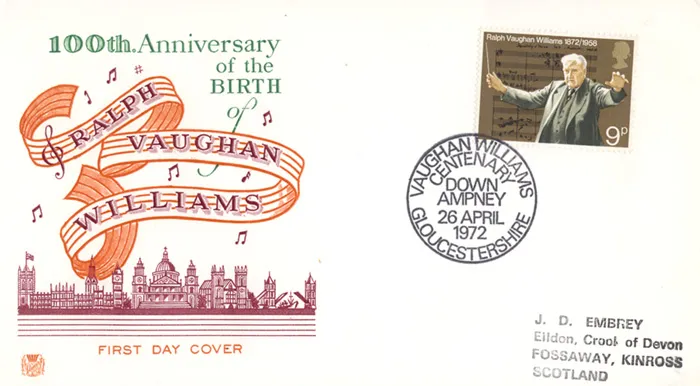 100th. Anniversary
of the
BIRTH
of
RALPH
VAUGHAN
WILLIAMS
FIRST DAY COVER
Ralph Vaughan Williams 1872/1958
9p
VAUGHAN WILLIAMS
CENTENARY
DOWN
AMPNEY
26 APRIL
1972
GLOUCESTERSHIRE
J. D. EMBREY
Eildon, Crook of Devon
FOSSAWAY, KINROSS
SCOTLAND